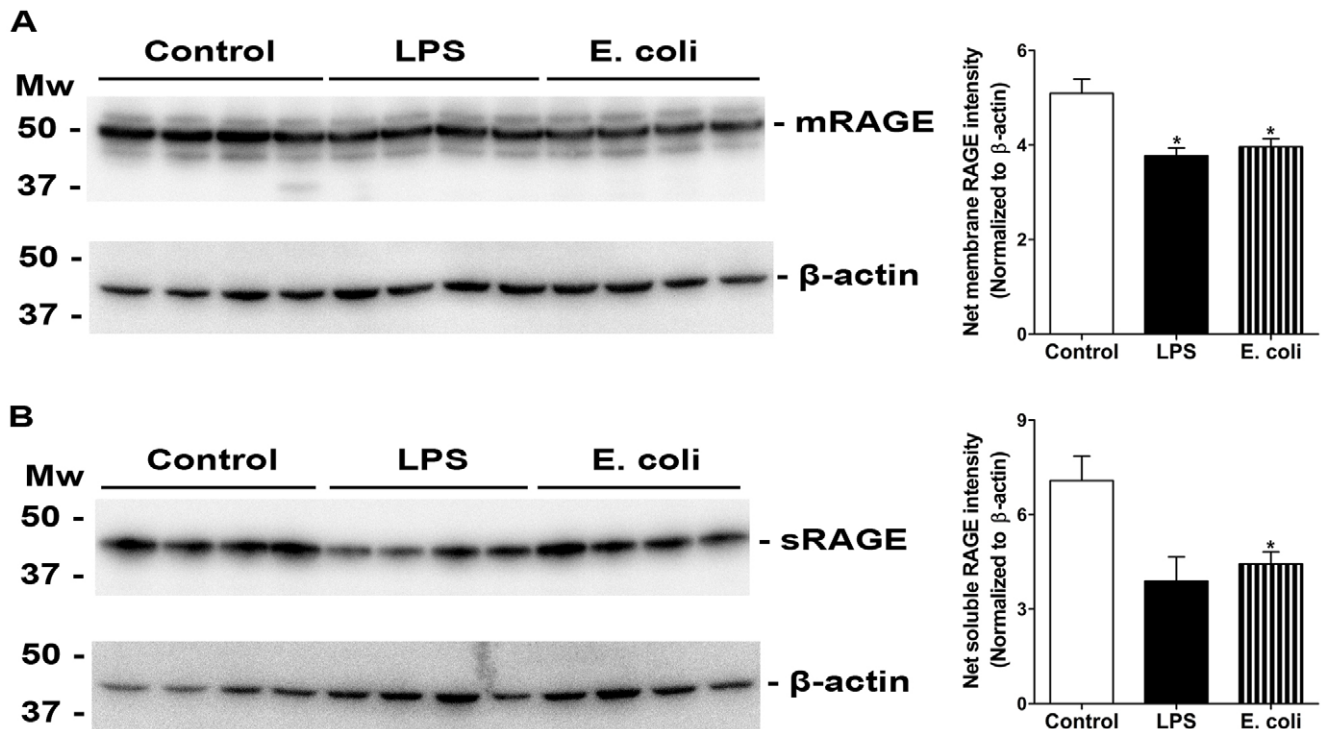 A
Control LPS E. coli
Mw
50 -
- mRAGE
37 -
50 -
- β-actin
37 -
Net membrane RAGE intensity
(Normalized to β-actin)
6
4
2
0
* *
Control LPS E. coli
B
Control LPS E. coli
Mw
50 -
- sRAGE
37 -
50 -
- β-actin
37 -
Net soluble RAGE intensity
(Normalized to β-actin)
9
6
3
0
*
Control LPS E. coli